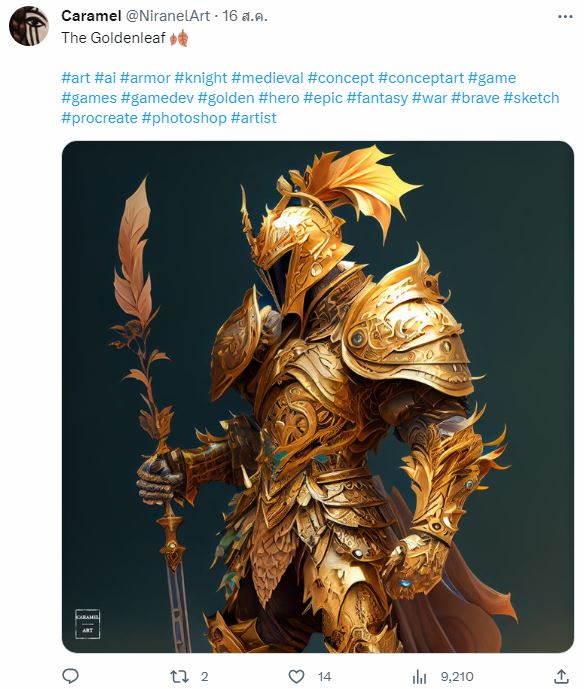 Caramel @NiranelArt · 16 ส.ค.
The Goldenleaf 🍂
#art #ai #armor #knight #medieval #concept #conceptart #game
#games #gamedev #golden #hero #epic #fantasy #war #brave #sketch
#procreate #photoshop #artist
CARAMEL
ART
2 14 9,210